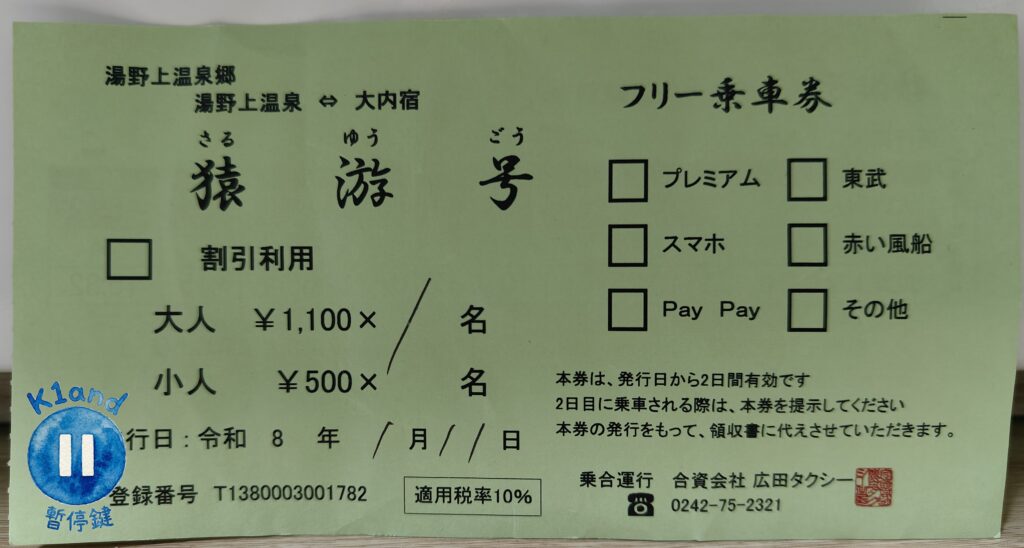 湯野上温泉郷
湯野上温泉 ⇔ 大内宿
さる ゆう ごう
猿 游 号
割引利用
大人 ¥1,100× / 名
小人 ¥500× 名
行日:令和 8 年 / 月 / / 日
登録番号 T1380003001782
適用税率10%
フリー乗車券
プレミアム 東武
スマホ 赤い風船
Pay Pay その他
本券は、発行日から2日間有効です
2日目に乗車される際は、本券を提示してください
本券の発行をもって、領収書に代えさせていただきます。
乗合運行 合資会社 広田タクシー
☎ 0242-75-2321
K1and
暫停鍵